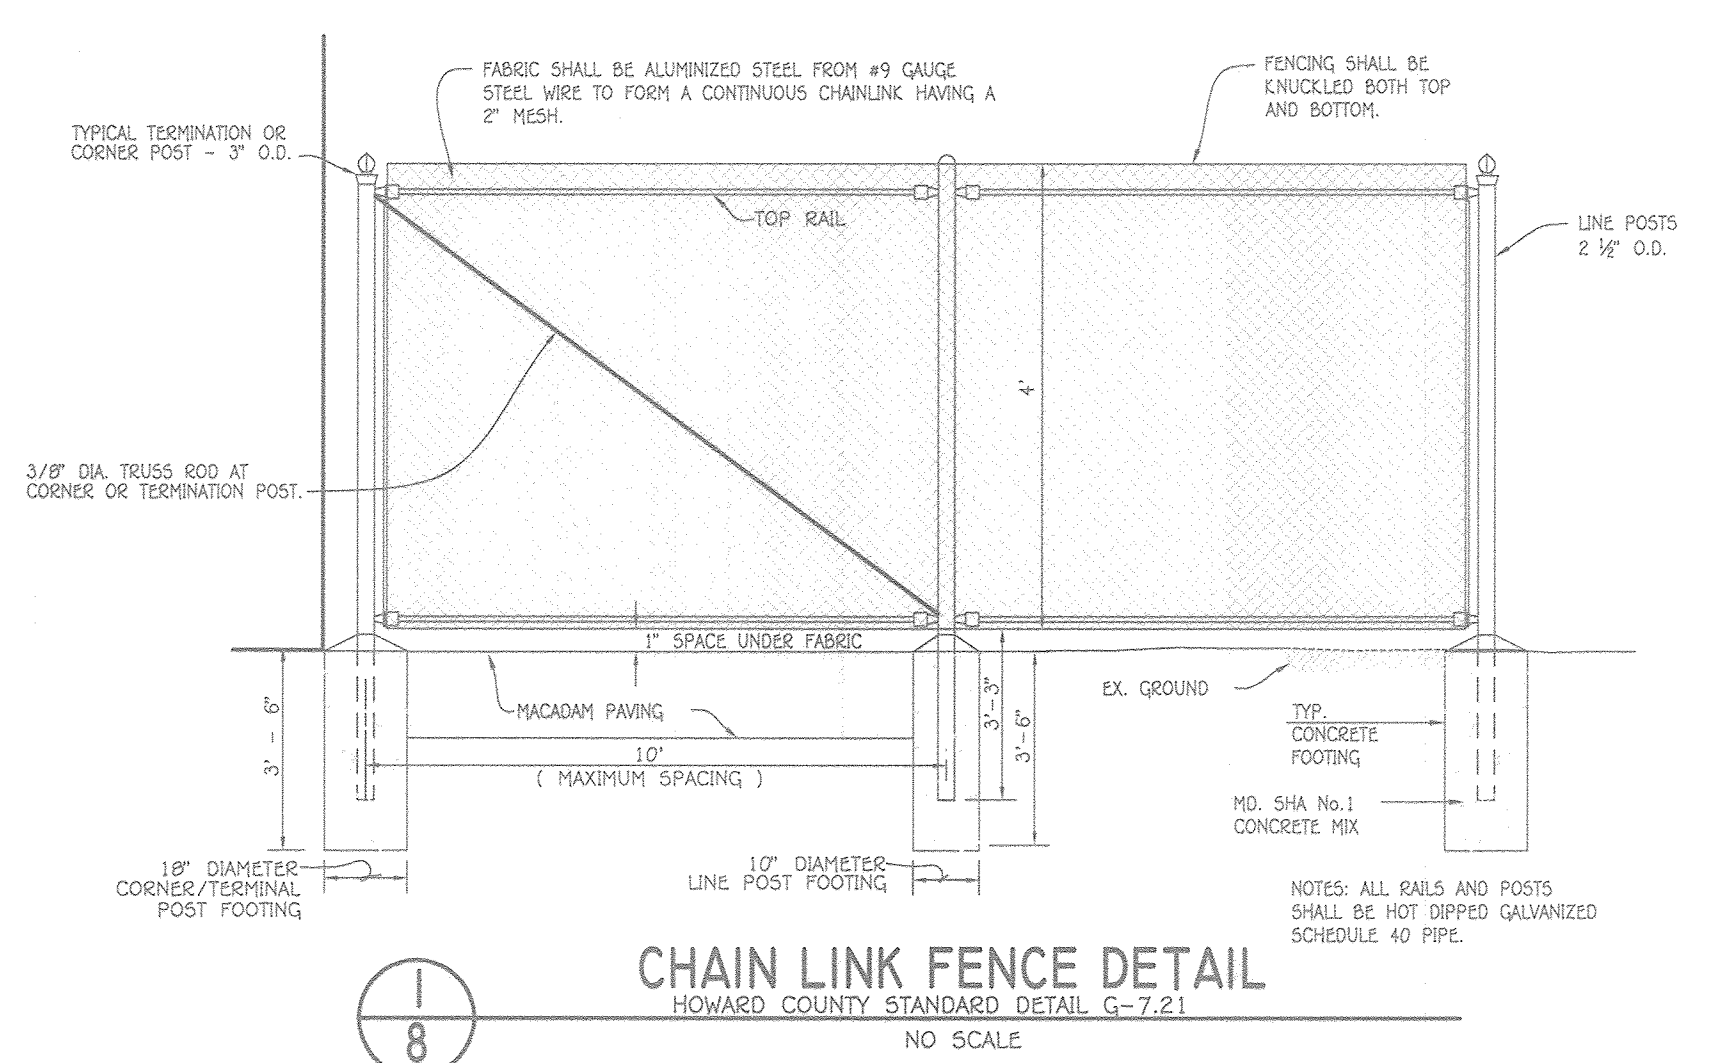 FABRIC SHALL BE ALUMINIZED STEEL FROM #9 GAUGE
STEEL WIRE TO FORM A CONTINUOUS CHAINLINK HAVING A
2" MESH.
FENCING SHALL BE
KNUCKLED BOTH TOP
AND BOTTOM.
TYPICAL TERMINATION OR
CORNER POST - 3" O.D.
TOP RAIL
LINE POSTS
2 ½" O.D.
4'
3/8" DIA. TRUSS ROD AT
CORNER OR TERMINATION POST.
1" SPACE UNDER FABRIC
EX. GROUND
3' - 6"
MACADAM PAVING
3'-3"
3'-6"
TYP.
CONCRETE
FOOTING
10'
( MAXIMUM SPACING )
MD. SHA No.1
CONCRETE MIX
18" DIAMETER
CORNER/TERMINAL
POST FOOTING
10" DIAMETER
LINE POST FOOTING
NOTES: ALL RAILS AND POSTS
SHALL BE HOT DIPPED GALVANIZED
SCHEDULE 40 PIPE.
1
8
CHAIN LINK FENCE DETAIL
HOWARD COUNTY STANDARD DETAIL G-7.21
NO SCALE